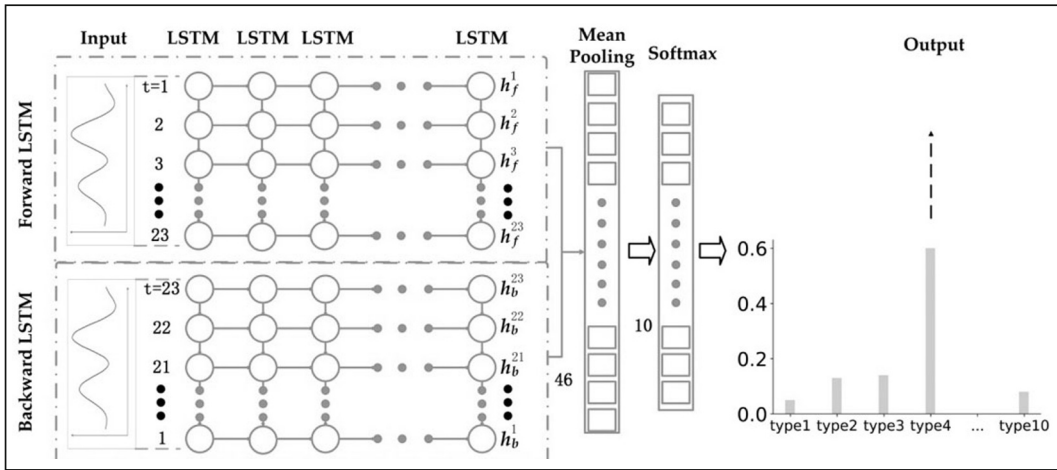 Input
LSTM LSTM LSTM LSTM
Mean Pooling
Softmax
Output
Forward LSTM
t=1
2
3
23
h_f^1
h_f^2
h_f^3
h_f^23
Backward LSTM
t=23
22
21
1
h_b^23
h_b^22
h_b^21
h_b^1
46
10
0.6
0.4
0.2
0.0
type1 type2 type3 type4 ... type10